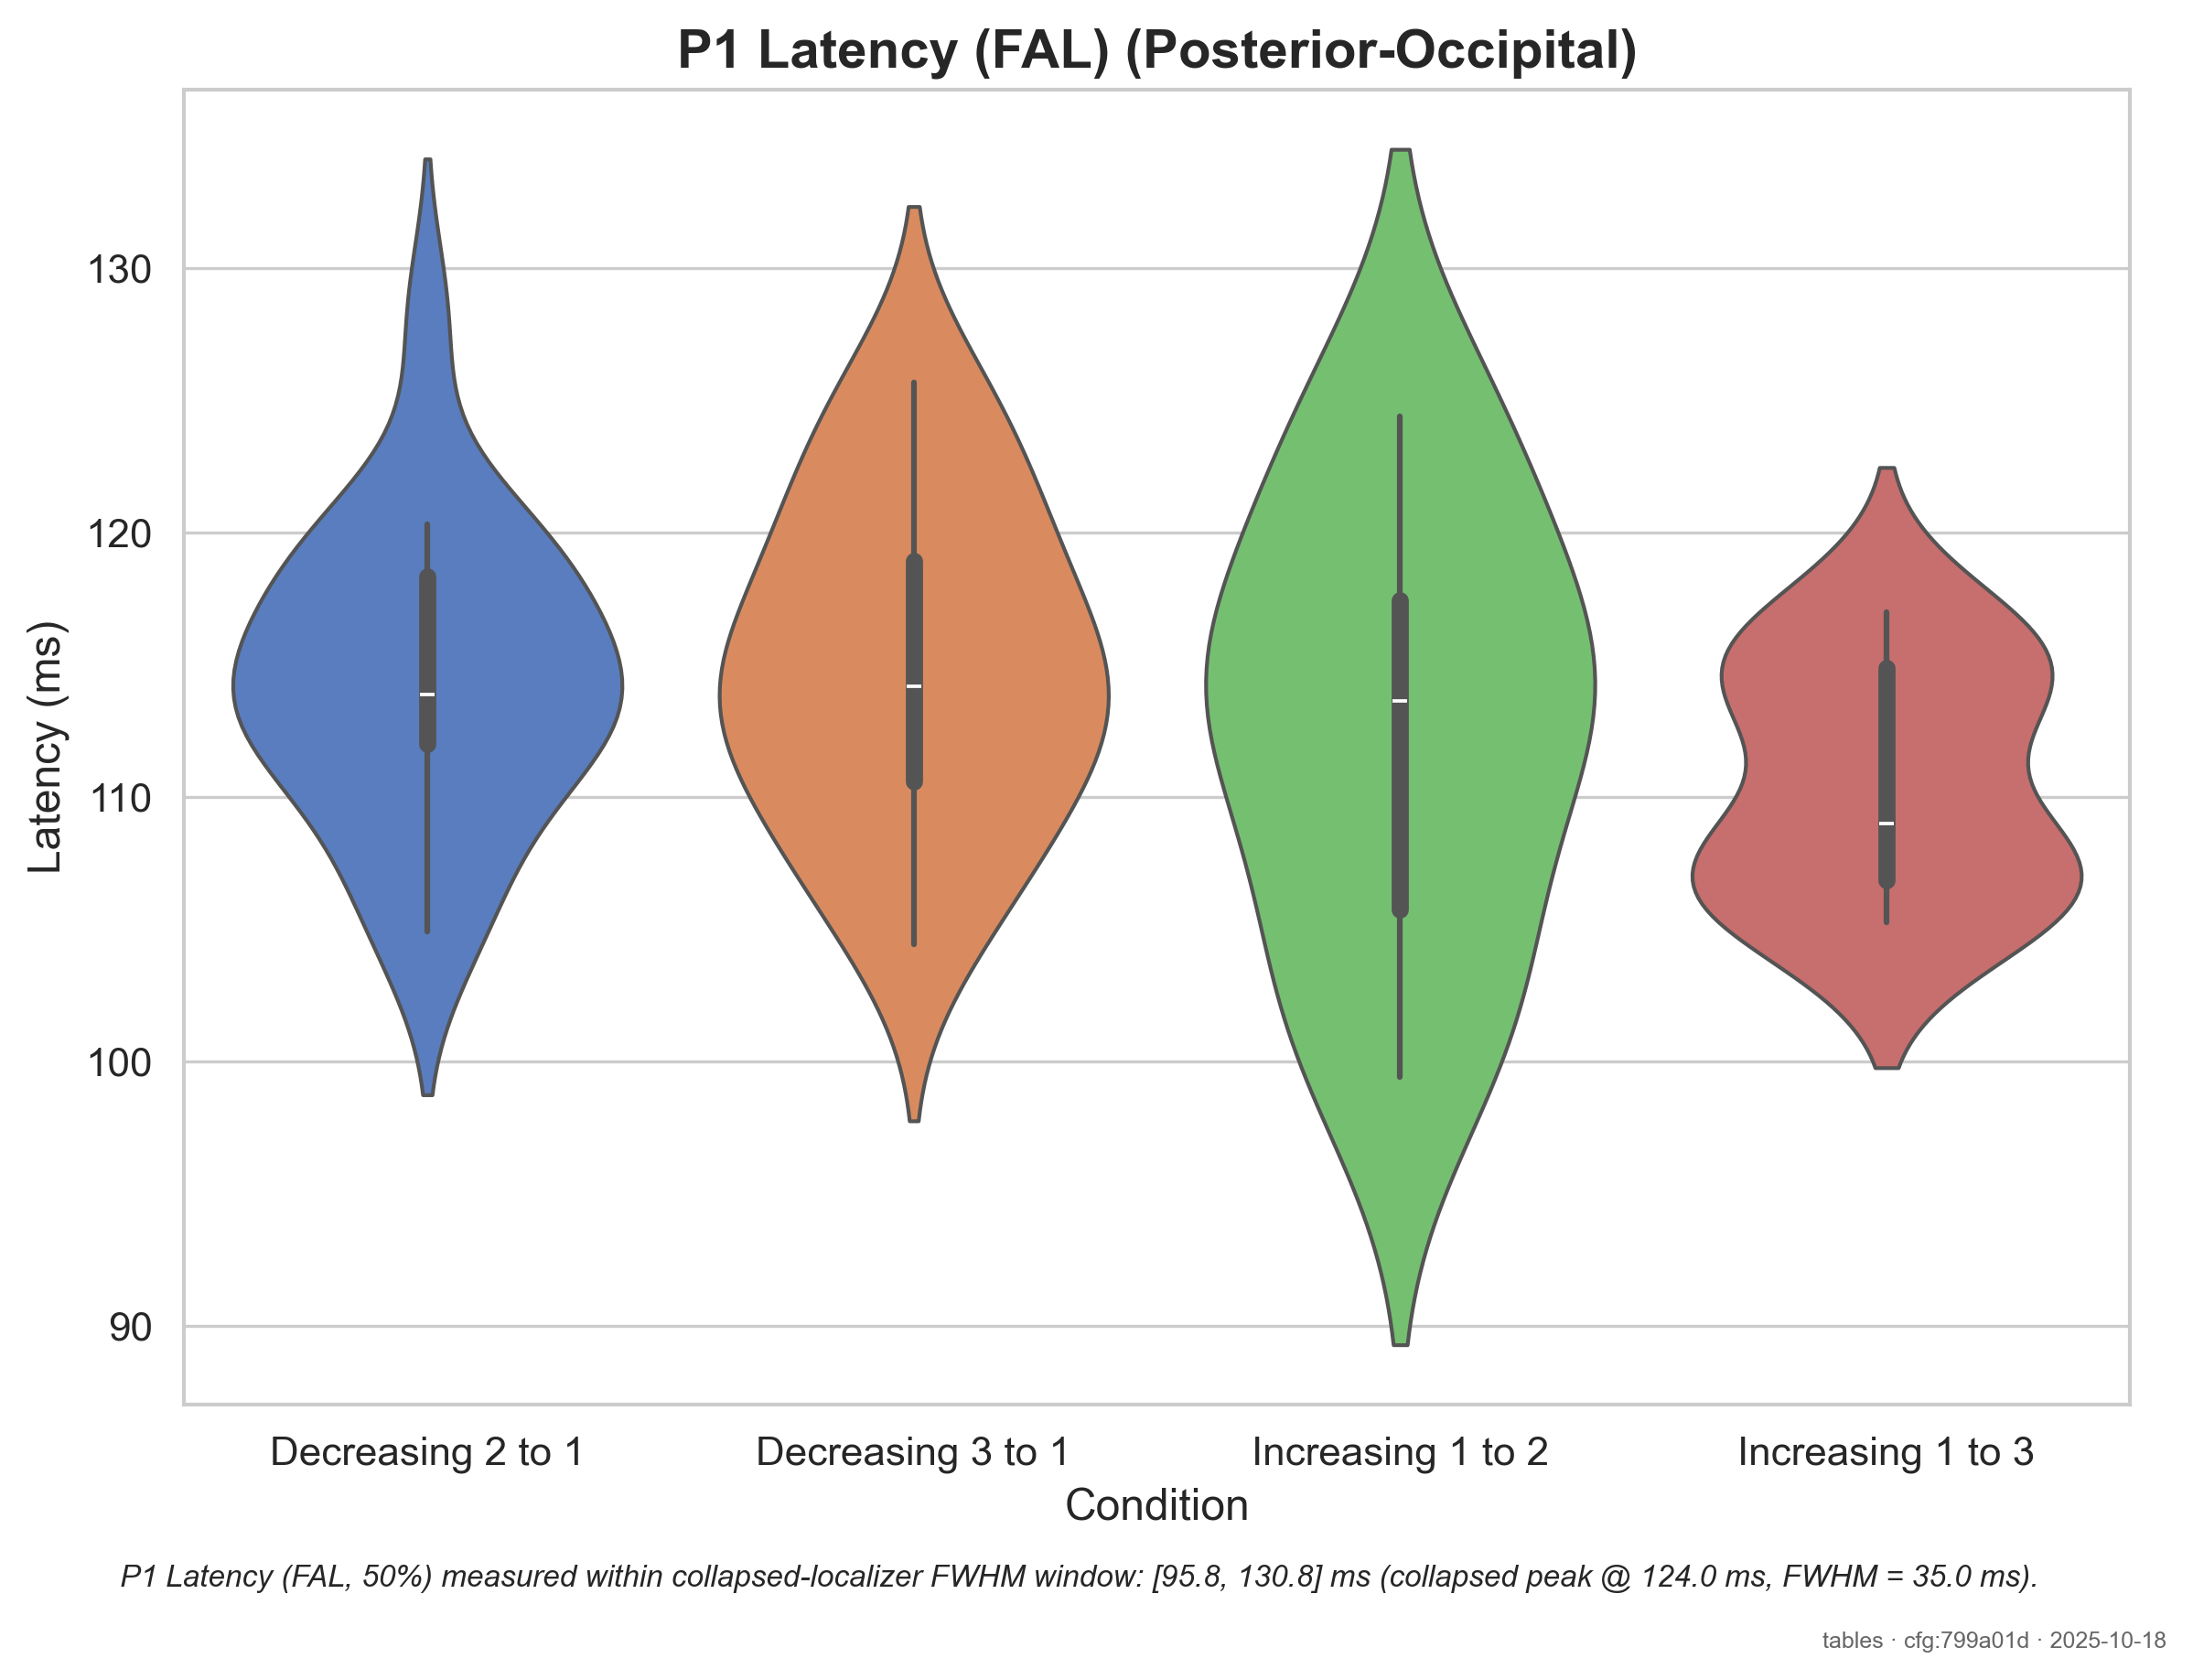 P1 Latency (FAL) (Posterior-Occipital)
Latency (ms)
130
120
110
100
90
Decreasing 2 to 1
Decreasing 3 to 1
Increasing 1 to 2
Increasing 1 to 3
Condition
P1 Latency (FAL, 50%) measured within collapsed-localizer FWHM window: [95.8, 130.8] ms (collapsed peak @ 124.0 ms, FWHM = 35.0 ms).
tables · cfg:799a01d · 2025-10-18